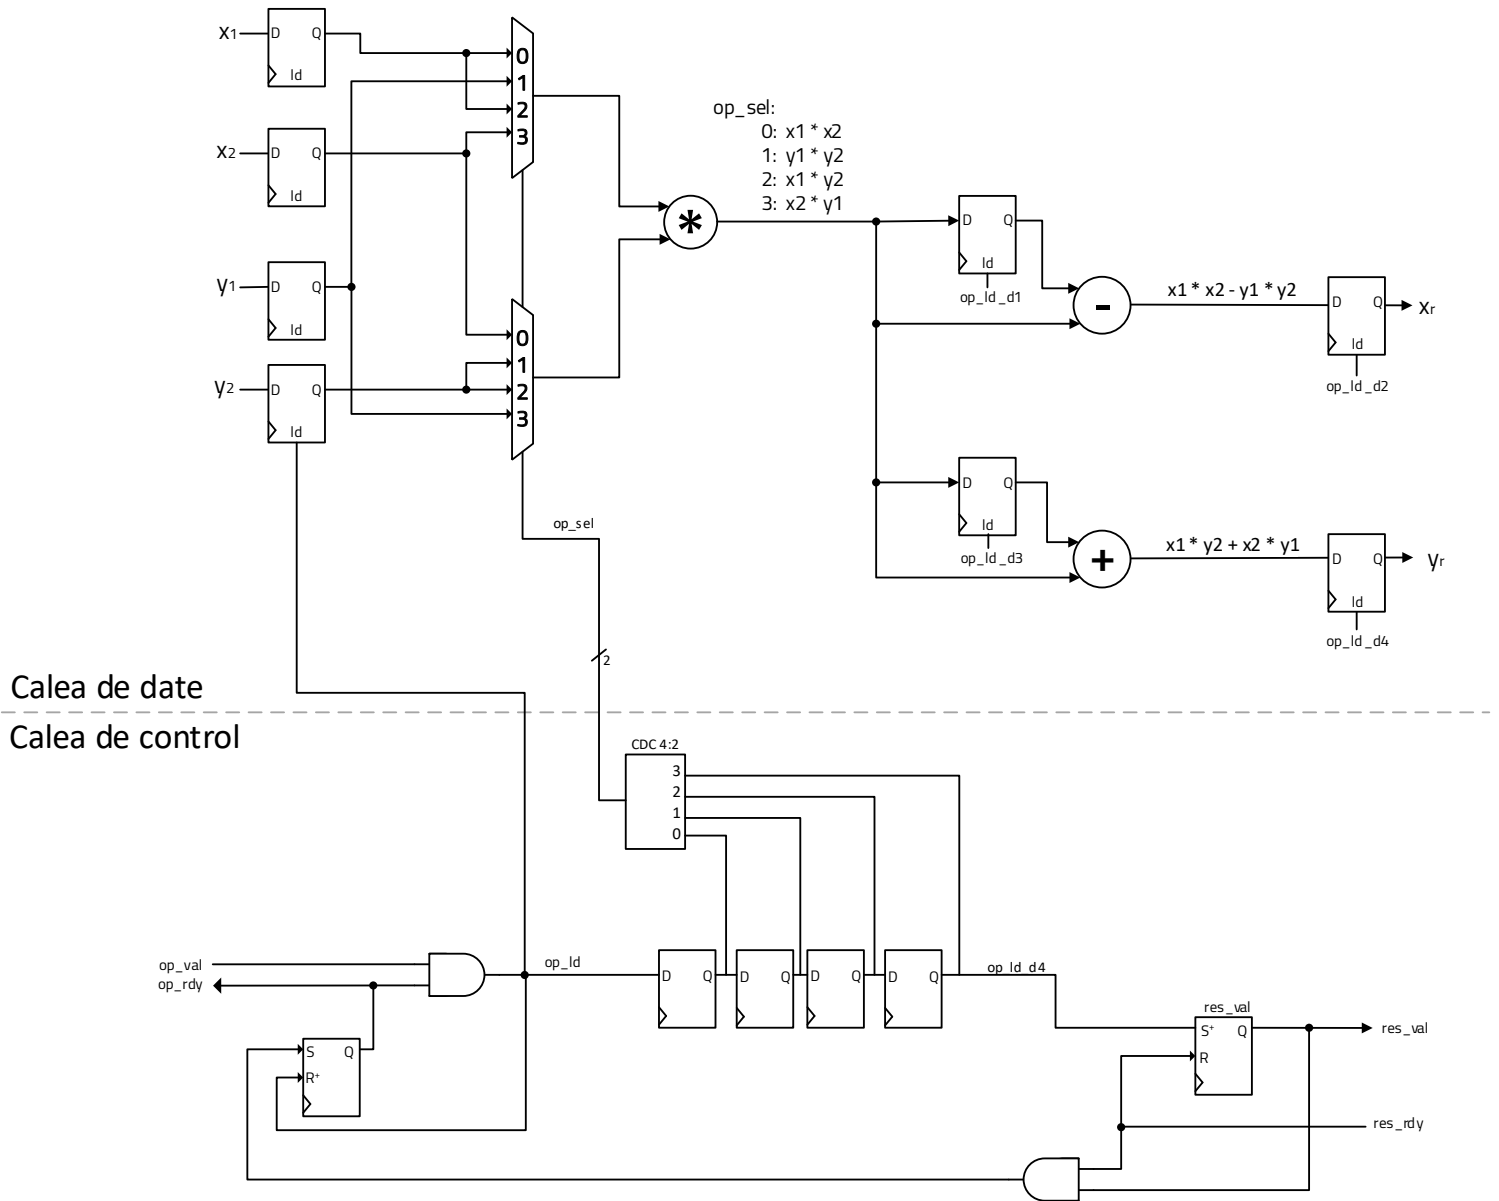 x1
D Q
ld
0
1
2
3
x2
D Q
ld
op_sel:
0: x1 * x2
1: y1 * y2
2: x1 * y2
3: x2 * y1
*
D Q
ld
op_ld_d1
y1
D Q
ld
-
x1 * x2 - y1 * y2
D Q
ld
op_ld_d2
xr
0
1
2
3
y2
D Q
ld
D Q
ld
op_ld_d3
+
x1 * y2 + x2 * y1
D Q
ld
op_ld_d4
yr
op_sel
2
Calea de date
Calea de control
CDC 4:2
3
2
1
0
op_val
op_rdy
op_ld
D Q
D Q
D Q
D Q
op_ld_d4
S Q
R+
res_val
S+ Q
R
res_val
res_rdy